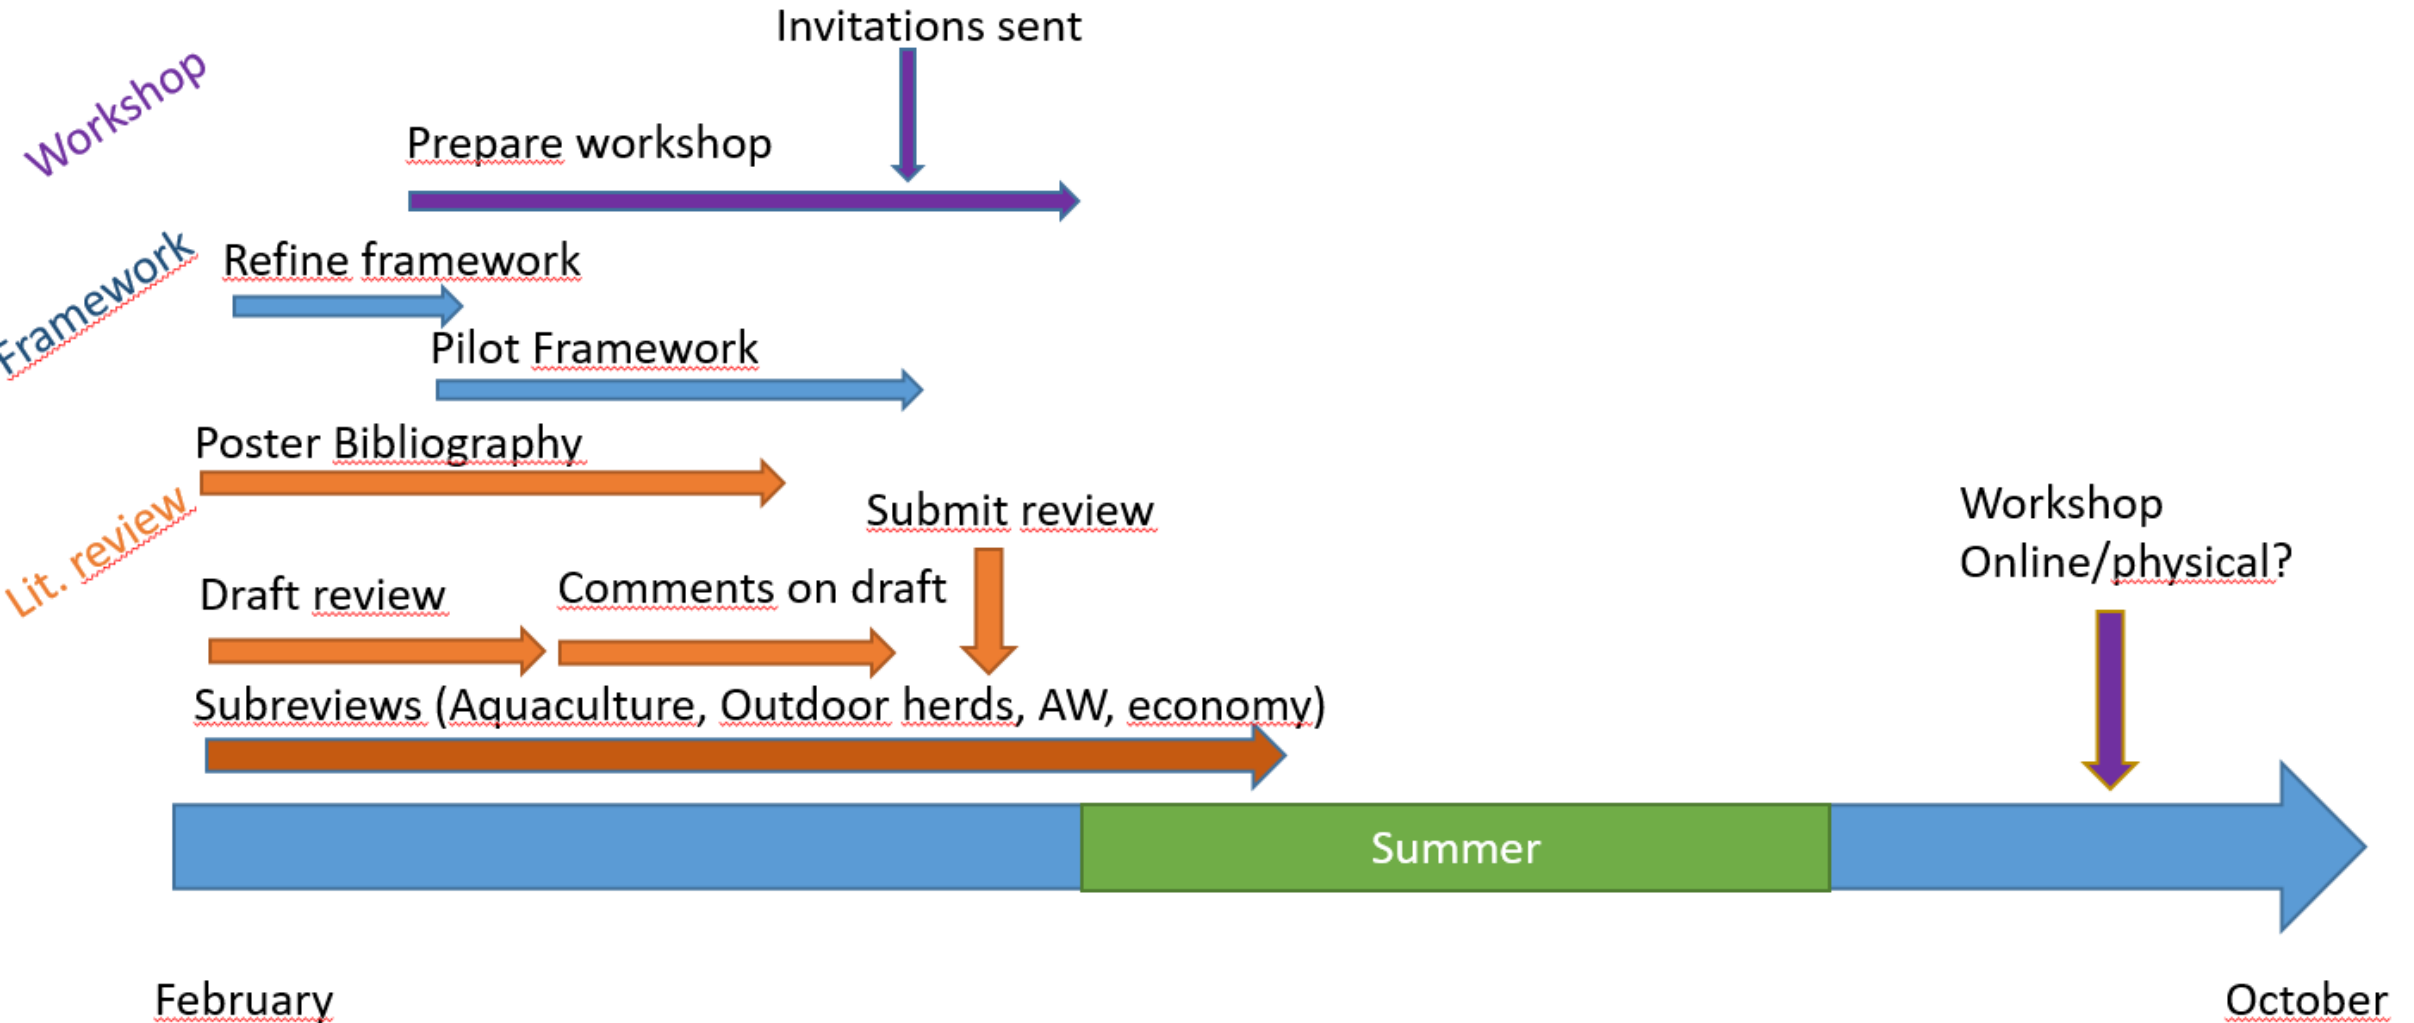 Invitations sent
Workshop
Prepare workshop
Framework
Refine framework
Pilot Framework
Poster Bibliography
Lit. review
Submit review
Workshop
Online/physical?
Draft review
Comments on draft
Subreviews (Aquaculture, Outdoor herds, AW, economy)
Summer
February
October